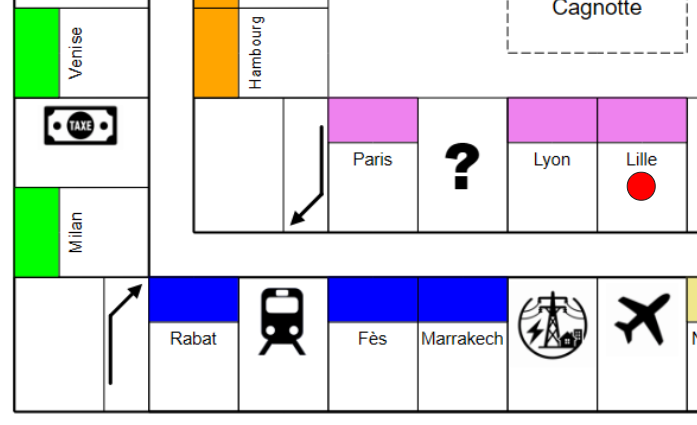 Cagnotte
Venise
Hambourg
TAXE
Paris
?
Lyon
Lille
Milan
Rabat
Fès
Marrakech